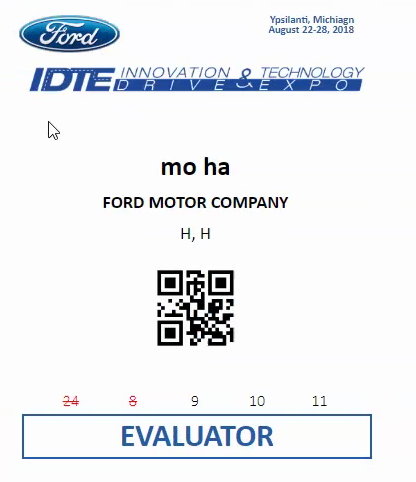 Ford
Ypsilanti, Michiagn
August 22-28, 2018
IDTE INNOVATION & TECHNOLOGY
DRIVE & EXPO
mo ha
FORD MOTOR COMPANY
H, H
24 8 9 10 11
EVALUATOR